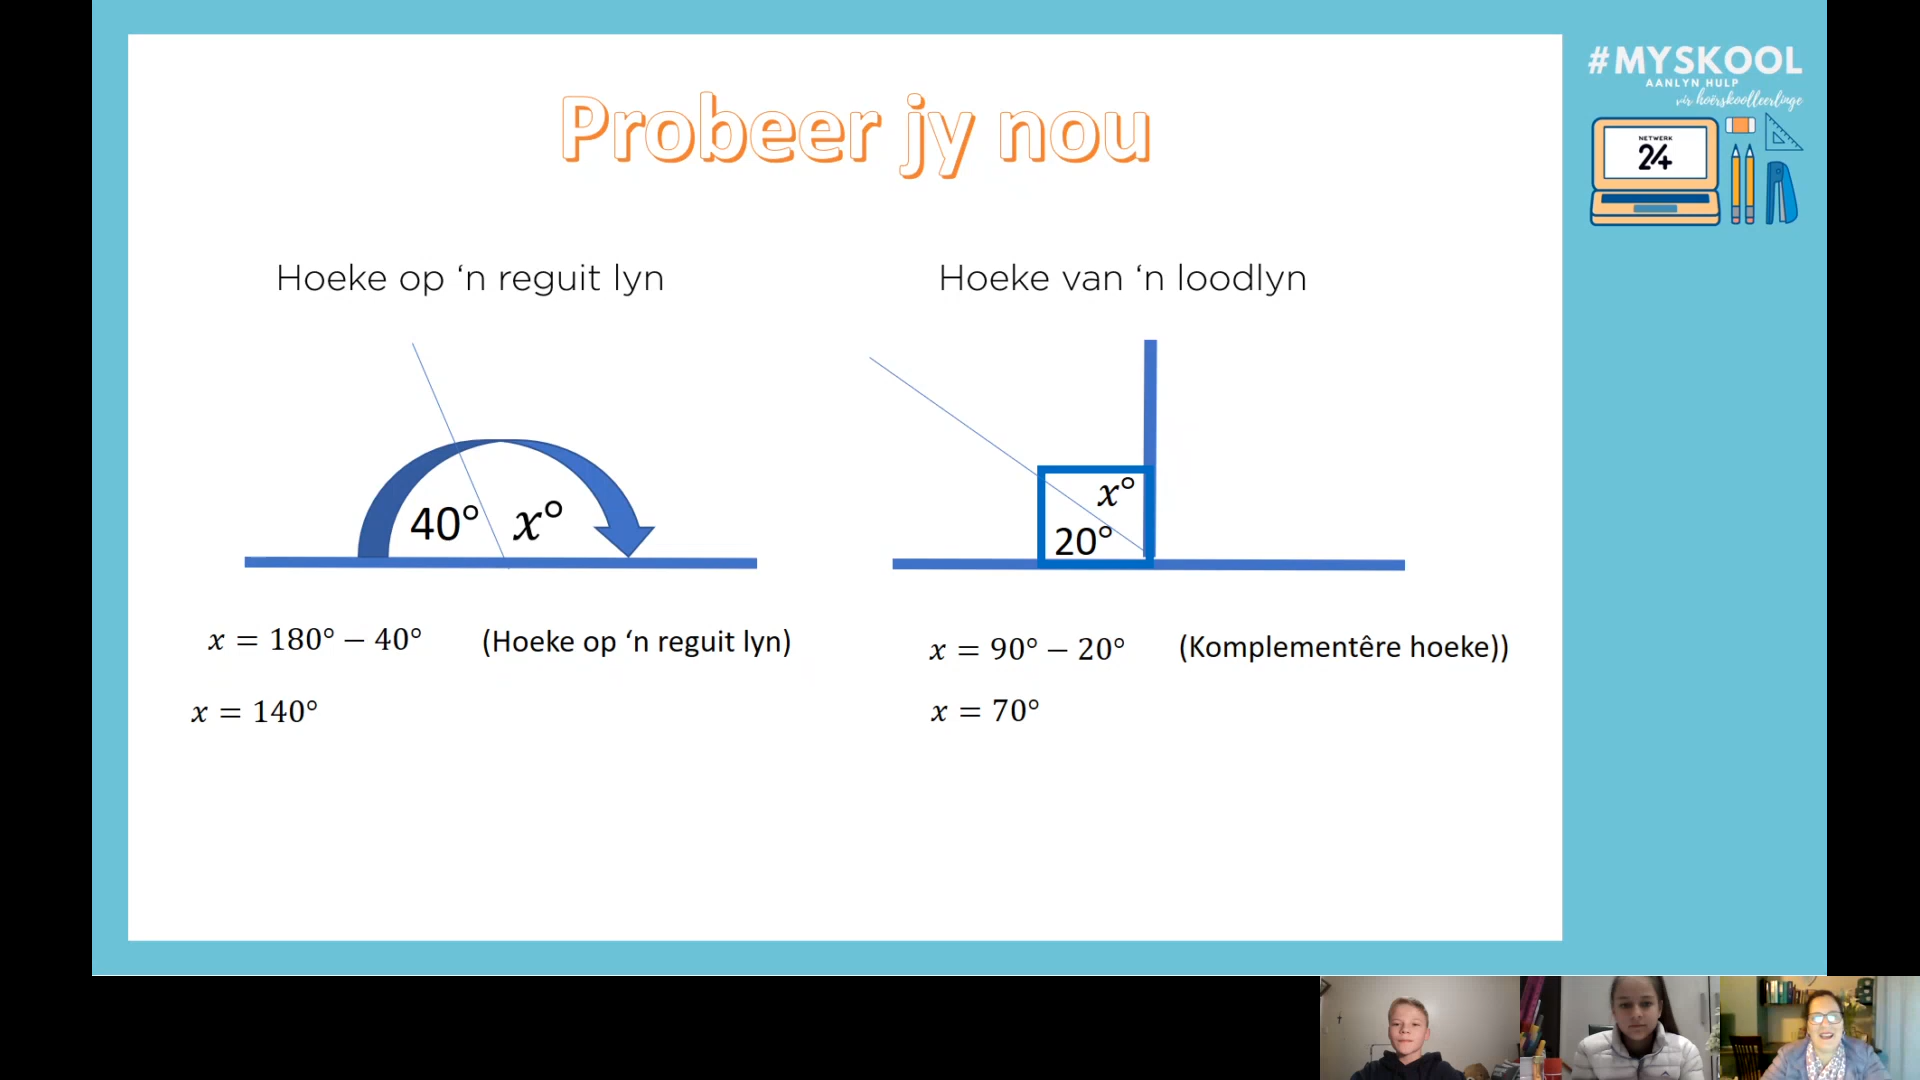 Probeer jy nou
#MYSKOOL
AANLYN HULP
vir hoërskoolleerlinge
NETWERK
24
Hoeke op ‘n reguit lyn
40° x°
x = 180° – 40° (Hoeke op ‘n reguit lyn)
x = 140°
Hoeke van ‘n loodlyn
x°
20°
x = 90° – 20° (Komplementêre hoeke))
x = 70°